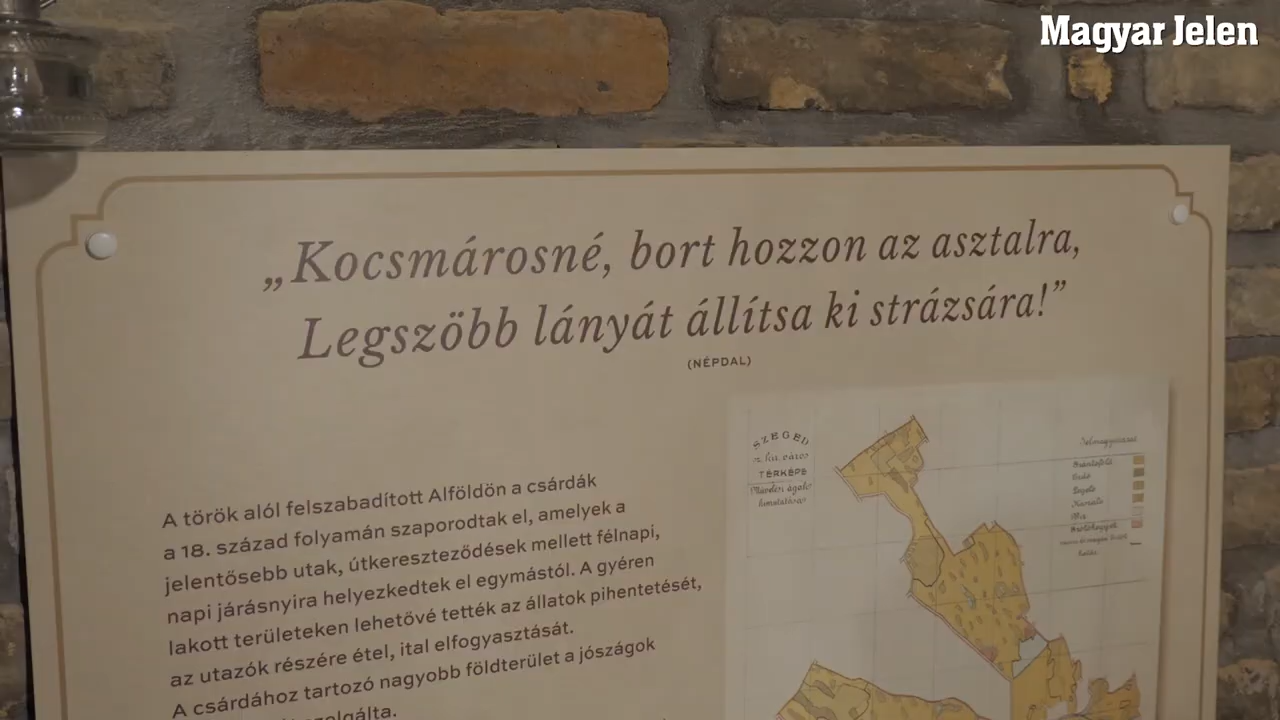 Magyar Jelen
„Kocsmárosné, bort hozzon az asztalra,
Legszöbb lányát állítsa ki strázsára!”
(NÉPDAL)
A török alól felszabadított Alföldön a csárdák
a 18. század folyamán szaporodtak el, amelyek a
jelentősebb utak, útkereszteződések mellett félnapi,
napi járásnyira helyezkedtek el egymástól. A gyéren
lakott területeken lehetővé tették az állatok pihentetését,
az utazók részére étel, ital elfogyasztását.
A csárdához tartozó nagyobb földterület a jószágok
SZEGED
TÉRKÉPE